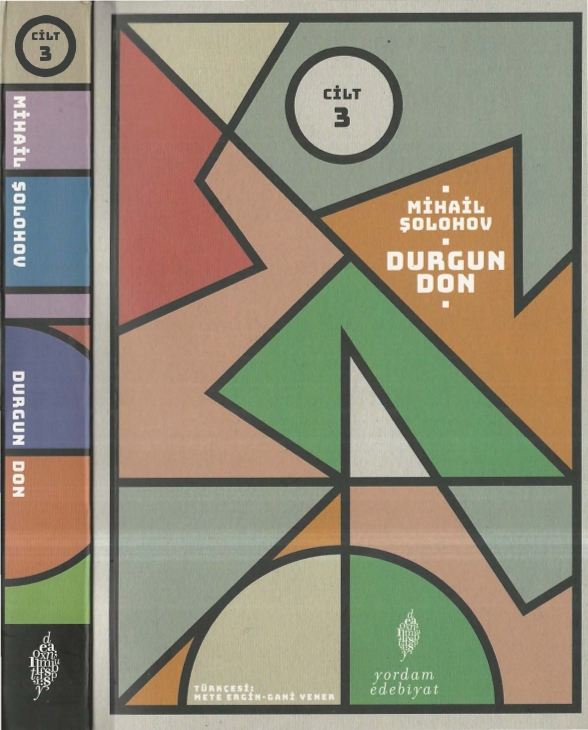 CİLT
3
MİHAİL ŞOLOHOV
DURGUN DON
CİLT
3
MİHAİL
ŞOLOHOV
DURGUN
DON
TÜRKÇESİ;
METE ERGİN-GANİ YENER
yordam
edebiyat